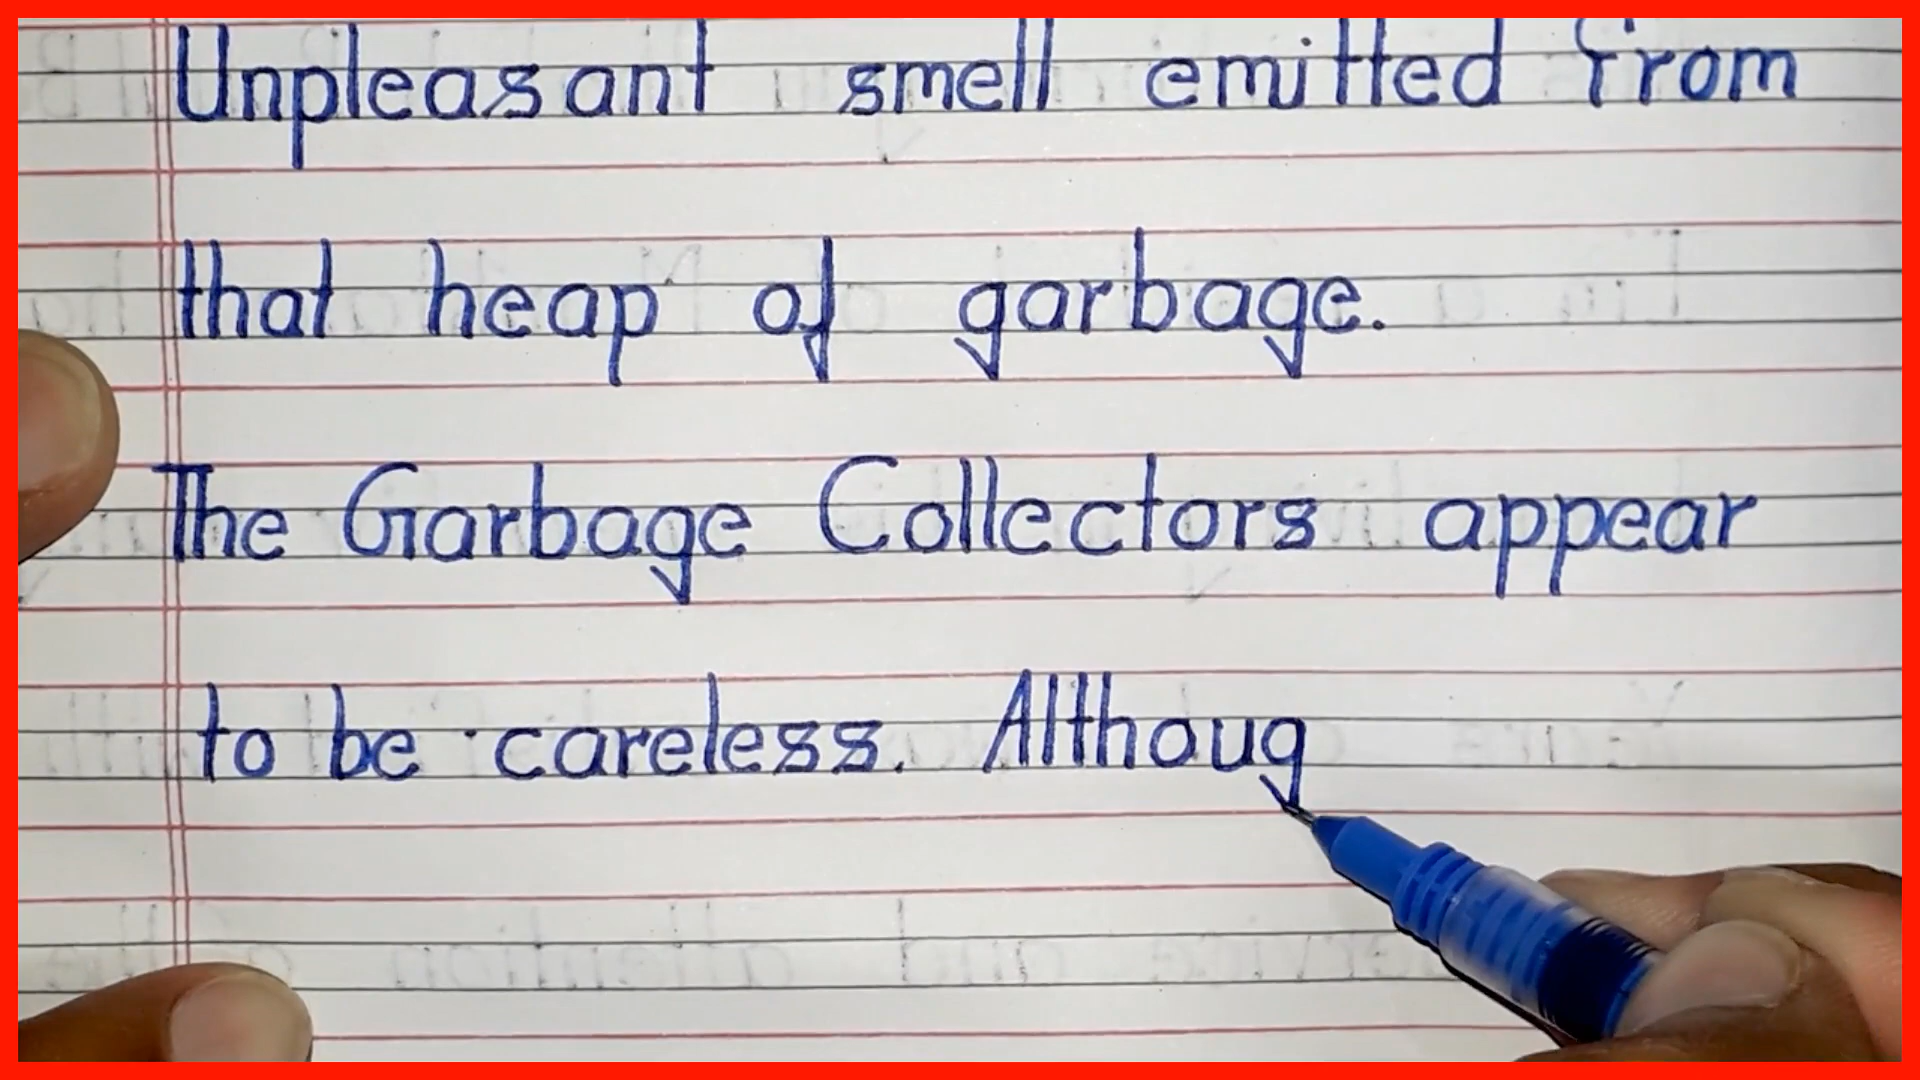 Unpleasant smell emitted from
that heap of garbage.
The Garbage Collectors appear
to be careless. Althoug